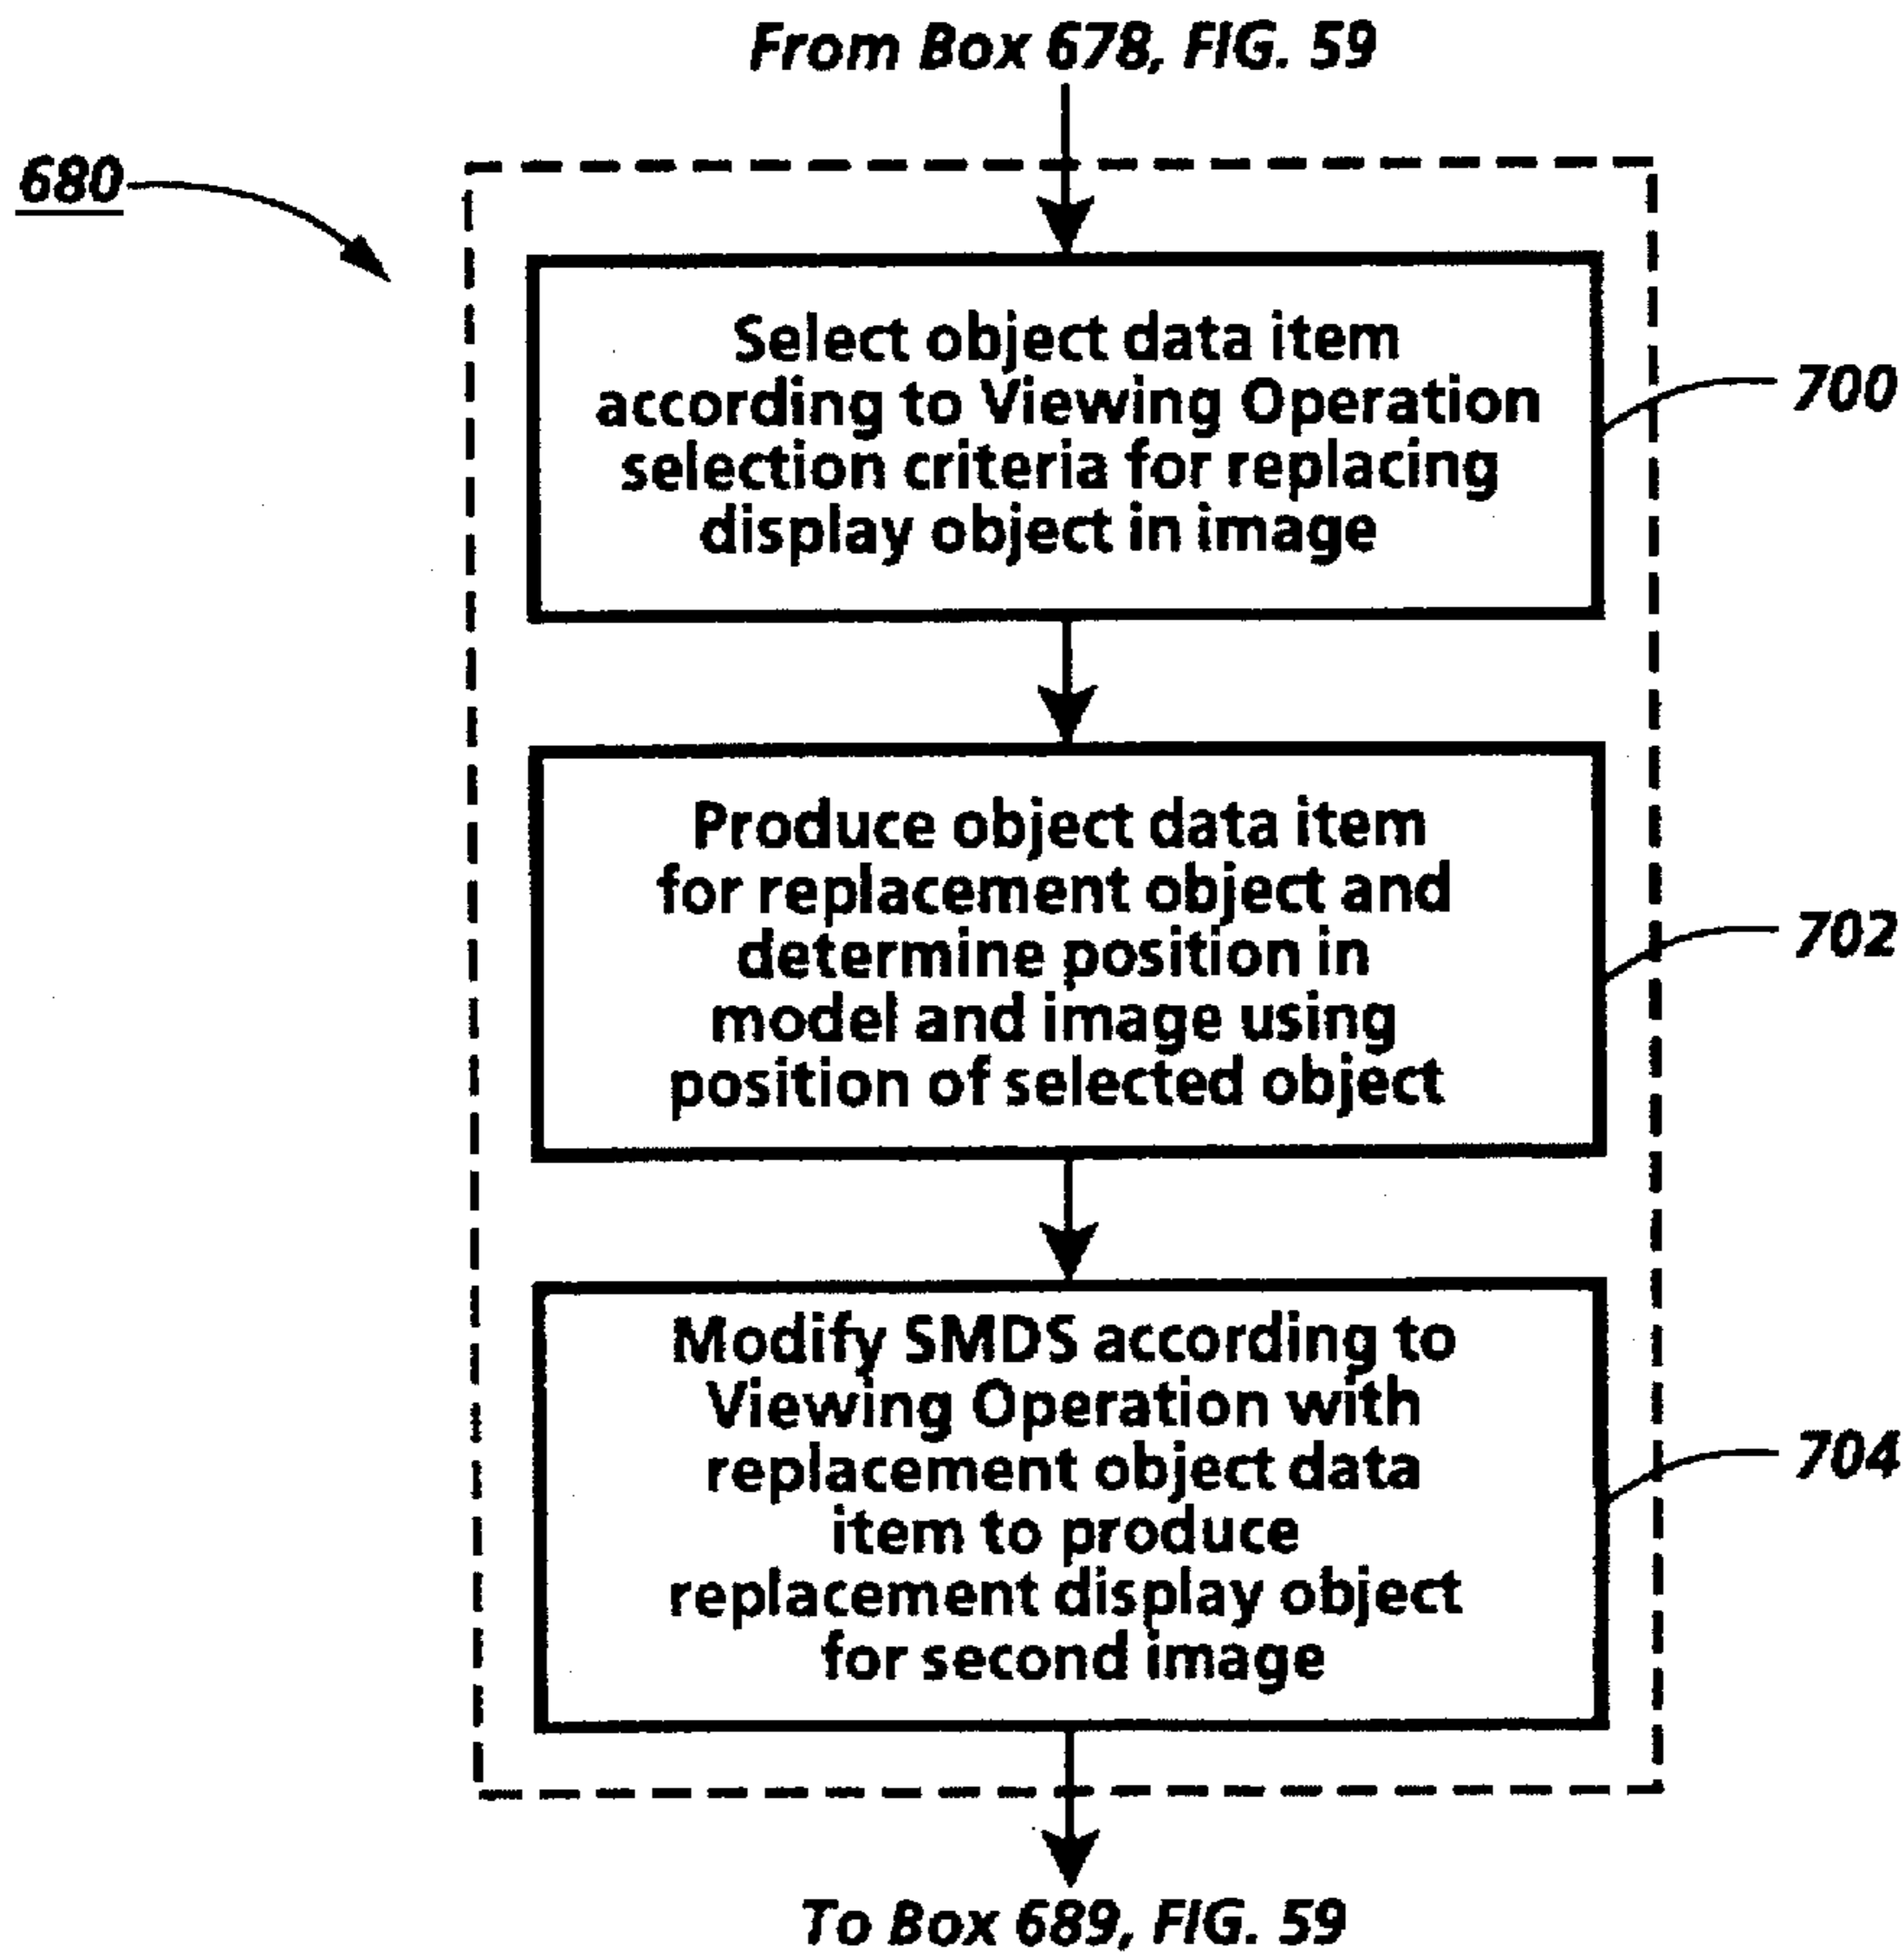 From Box 678, FIG. 59
680
Select object data item
according to Viewing Operation
selection criteria for replacing
display object in image
700
Produce object data item
for replacement object and
determine position in
model and image using
position of selected object
702
Modify SMDS according to
Viewing Operation with
replacement object data
item to produce
replacement display object
for second image
704
To Box 689, FIG. 59